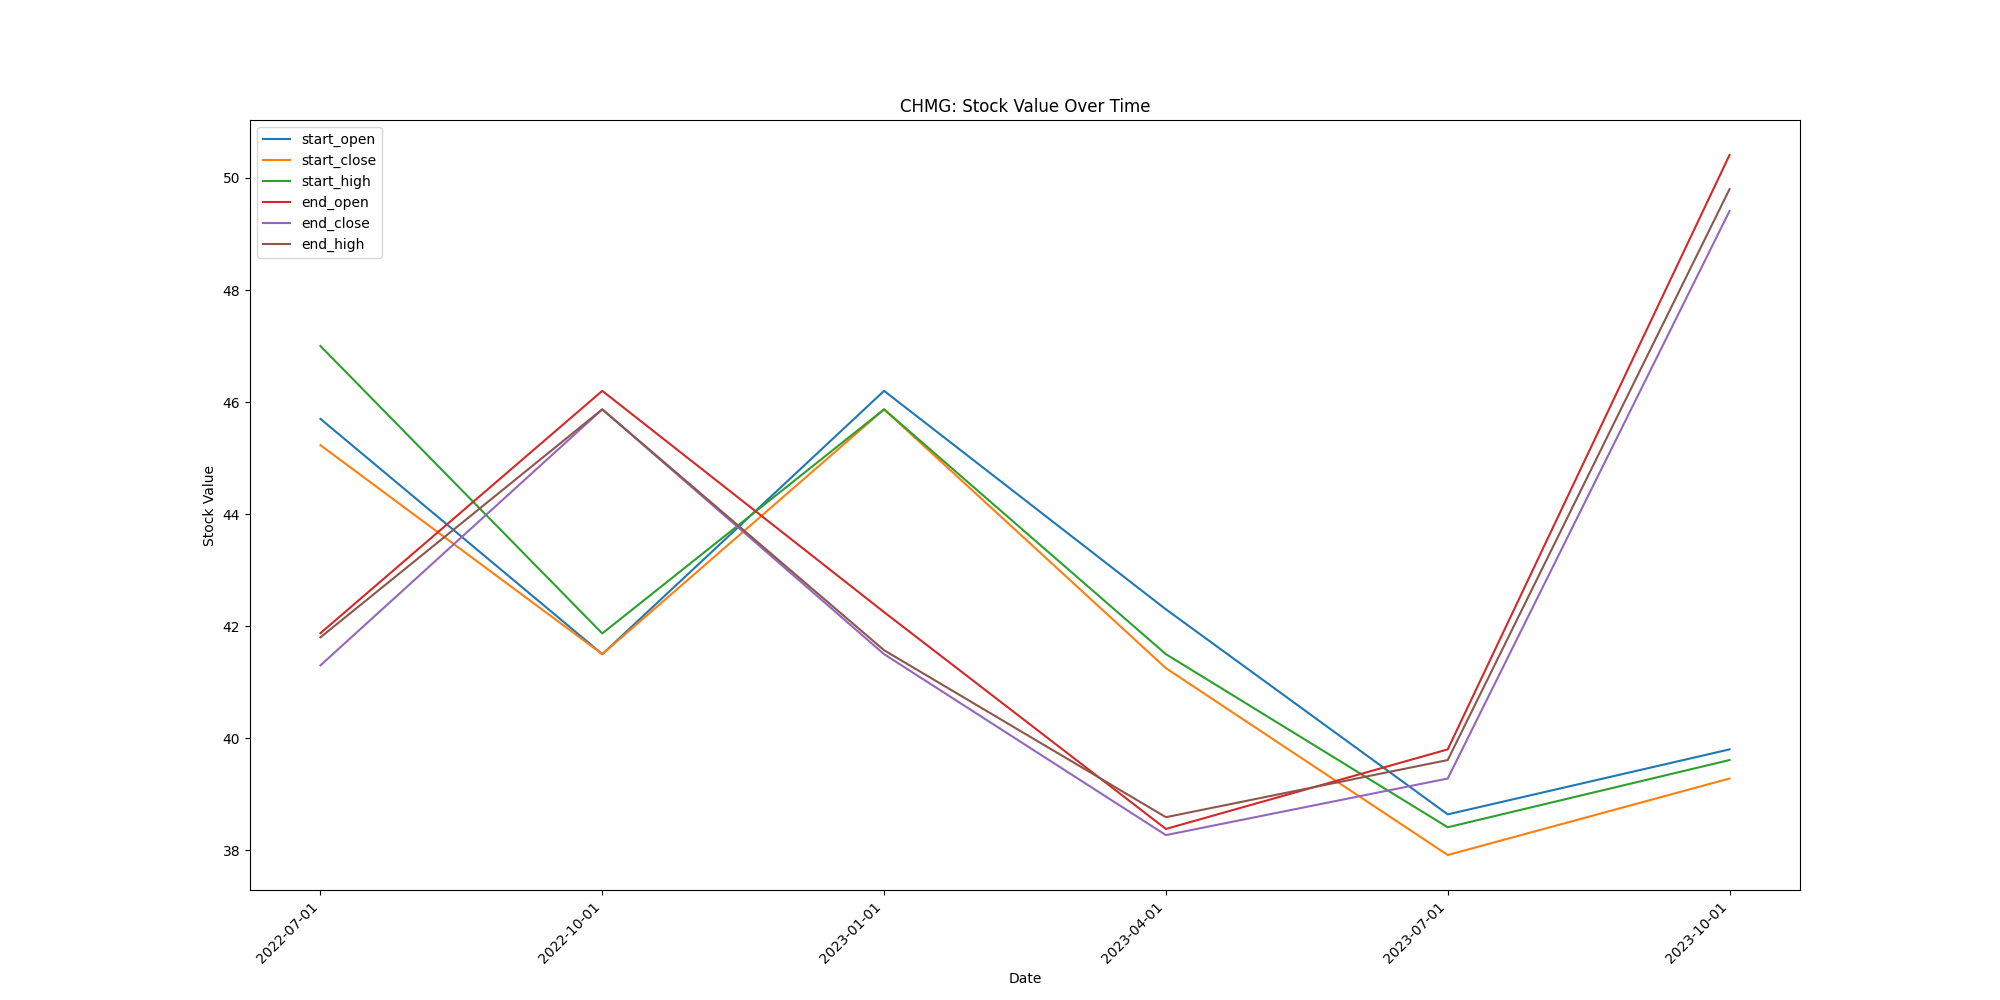 CHMG: Stock Value Over Time
start_open
start_close
start_high
end_open
end_close
end_high
Stock Value
50
48
46
44
42
40
38
2022-07-01
2022-10-01
2023-01-01
2023-04-01
2023-07-01
2023-10-01
Date